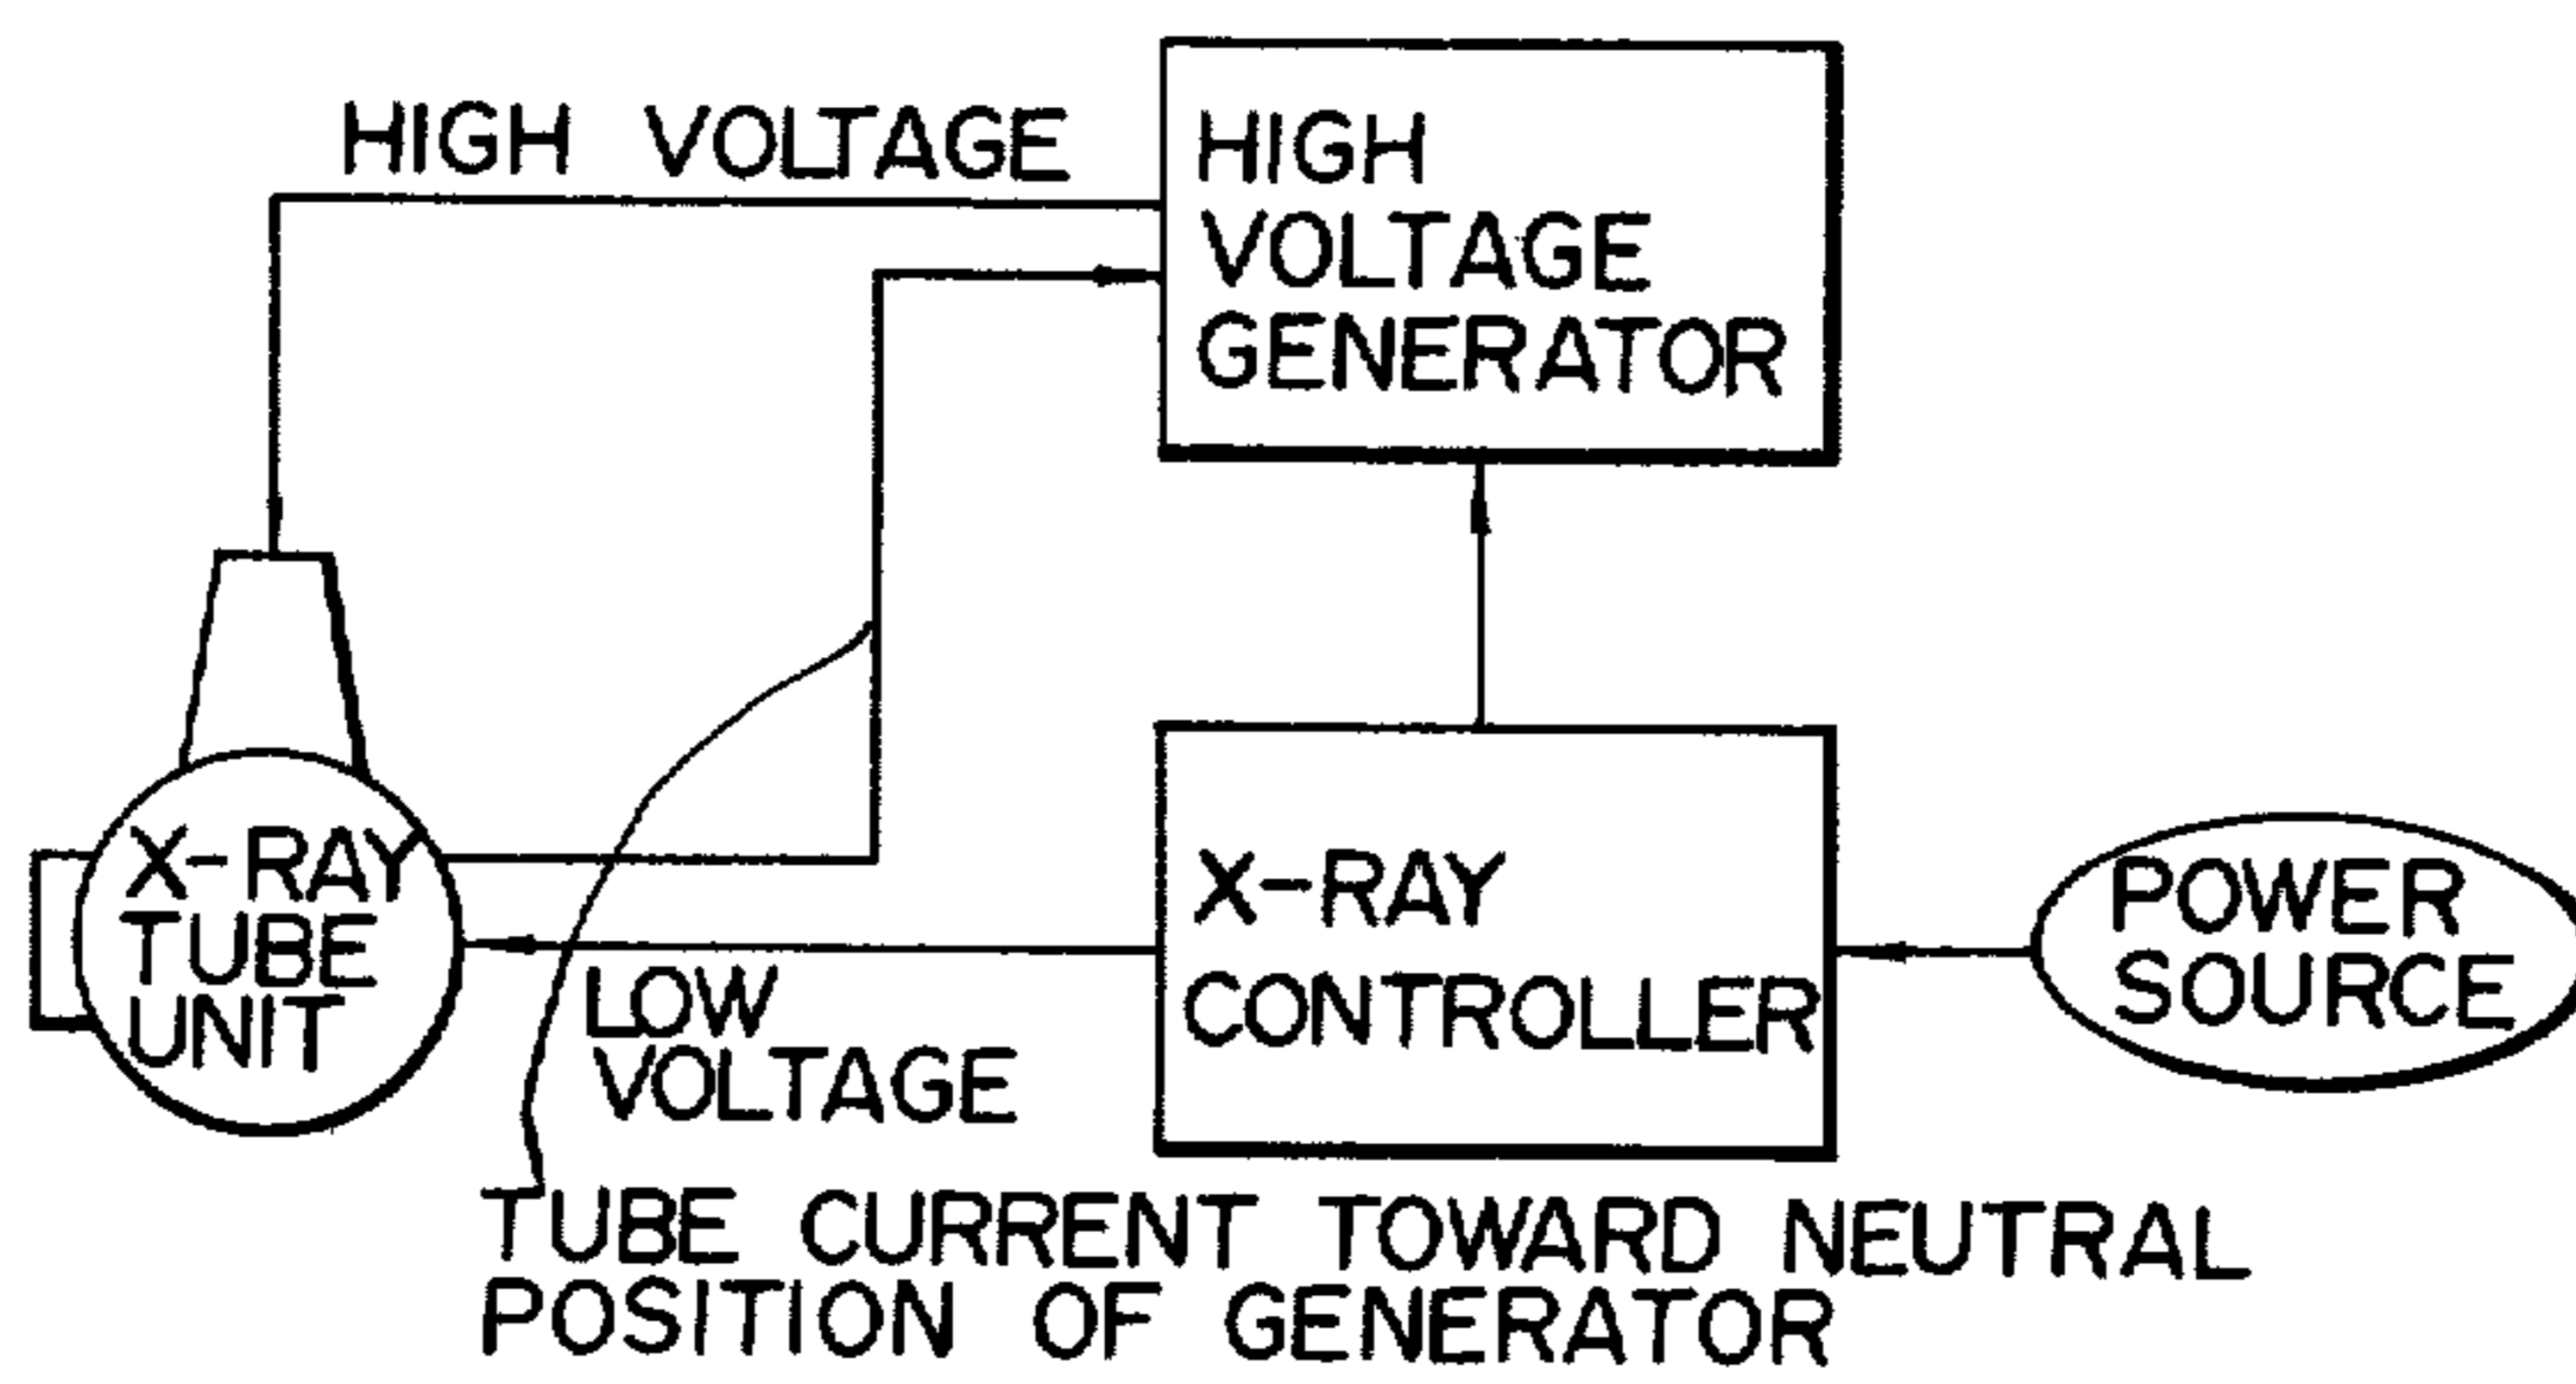 HIGH VOLTAGE
HIGH
VOLTAGE
GENERATOR
X-RAY
TUBE
UNIT
LOW
VOLTAGE
X-RAY
CONTROLLER
POWER
SOURCE
TUBE CURRENT TOWARD NEUTRAL
POSITION OF GENERATOR